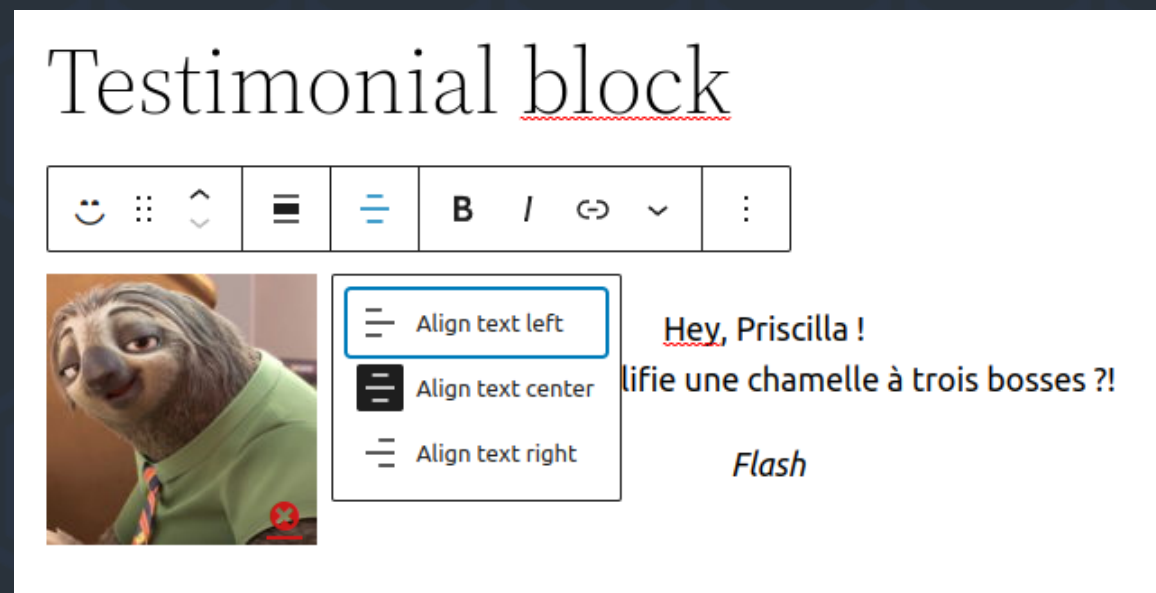 Testimonial block
B I
Align text left
Align text center
Align text right
Hey, Priscilla !
lifie une chamelle à trois bosses ?!
Flash